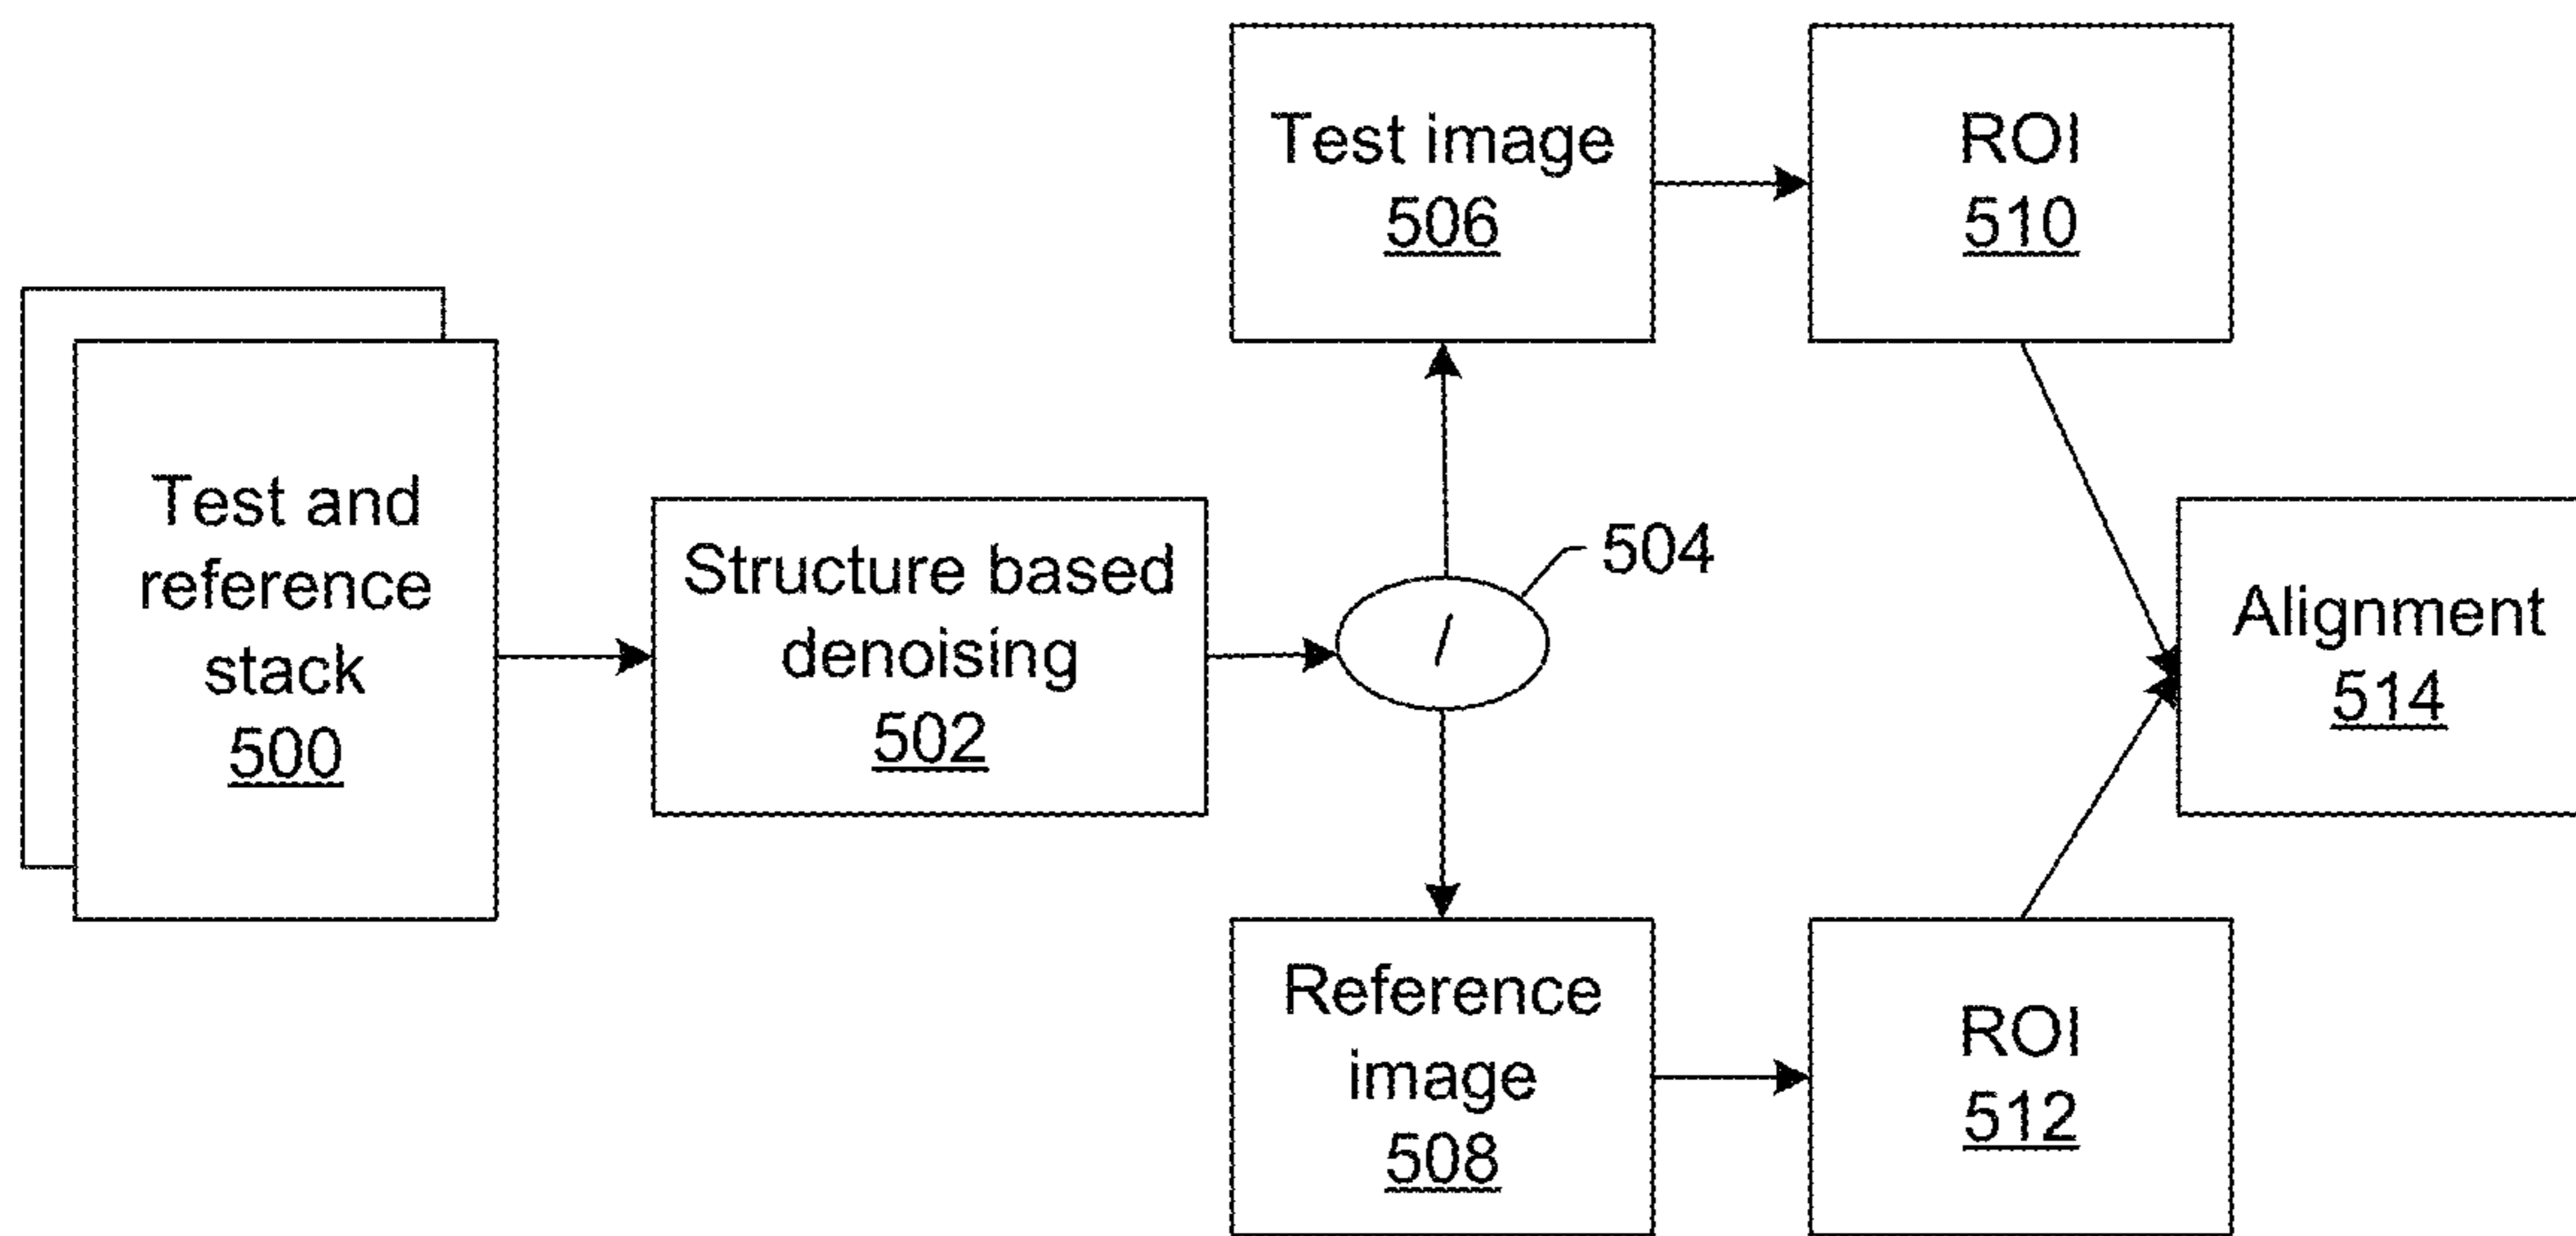 Test and
reference
stack
500
Structure based
denoising
502
/
504
Test image
506
Reference
image
508
ROI
510
ROI
512
Alignment
514